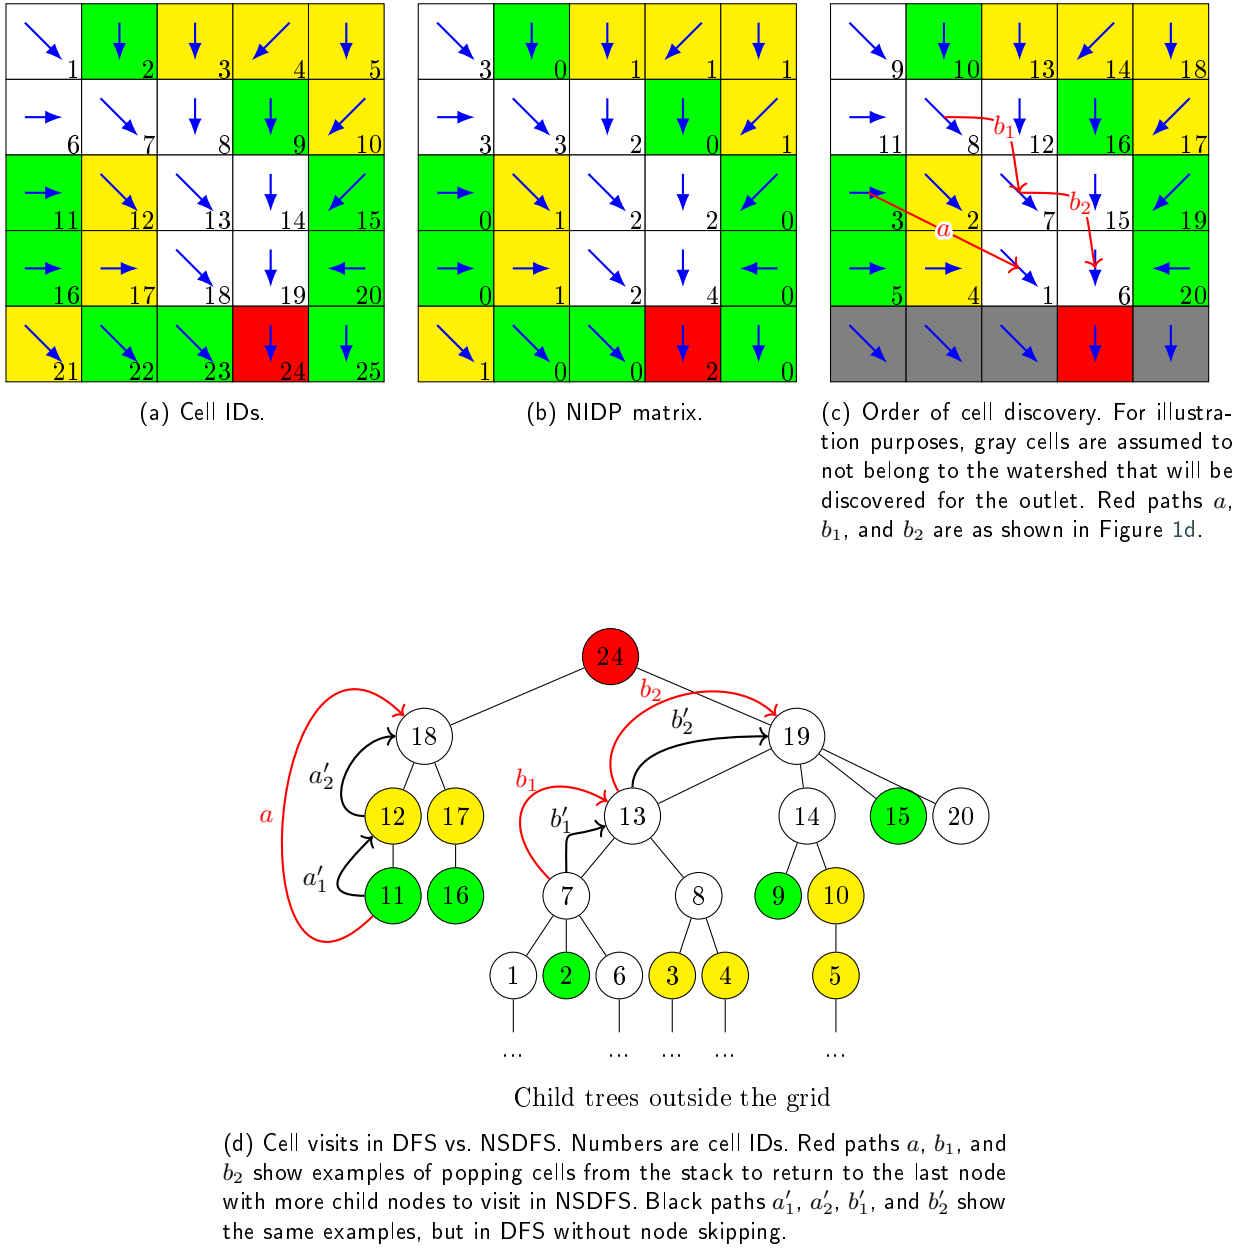 1 2 3 4 5
6 7 8 9 10
11 12 13 14 15
16 17 18 19 20
21 22 23 24 25
(a) Cell IDs.
3 0 1 1 1
3 3 2 0 1
0 1 2 2 0
0 1 2 4 0
1 0 0 2 0
(b) NIDP matrix.
9 10 13 14 18
11 8 b₁ 12 16 17
3 2 7 b₂ 15 19
a
5 4 1 6 20
(c) Order of cell discovery. For illustra-
tion purposes, gray cells are assumed to
not belong to the watershed that will be
discovered for the outlet. Red paths a,
b₁, and b₂ are as shown in Figure 1d.
24
b₂
18 b′₂ 19
a′₂ b₁
a 12 17 b′₁ 13 14 15 20
a′₁ 11 16 7 8 9 10
1 2 6 3 4 5
... ... ... ... ...
Child trees outside the grid
(d) Cell visits in DFS vs. NSDFS. Numbers are cell IDs. Red paths a, b₁, and
b₂ show examples of popping cells from the stack to return to the last node
with more child nodes to visit in NSDFS. Black paths a′₁, a′₂, b′₁, and b′₂ show
the same examples, but in DFS without node skipping.